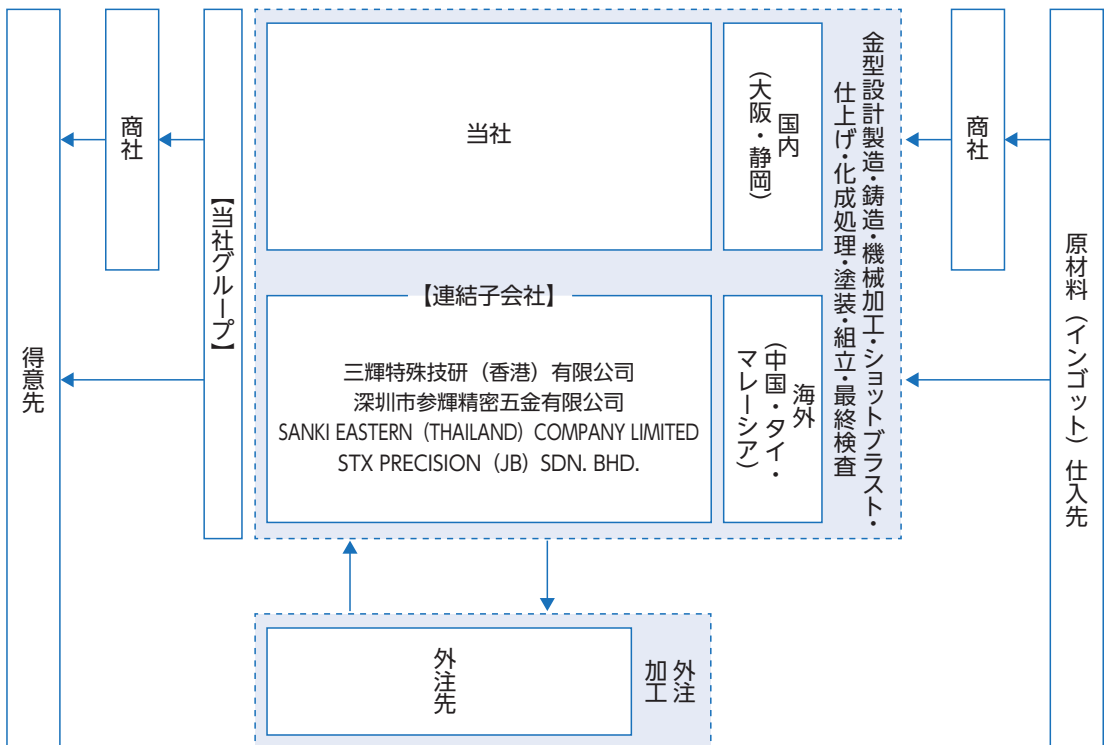 得意先
商社
【当社グループ】
当社
国内
(大阪・静岡)
【連結子会社】
三輝特殊技研（香港）有限公司
深圳市参輝精密五金有限公司
SANKI EASTERN（THAILAND）COMPANY LIMITED
STX PRECISION（JB）SDN. BHD.
海外
(中国・タイ・
マレーシア)
金型設計製造・鋳造・機械加工・ショットブラスト・
仕上げ・化成処理・塗装・組立・最終検査
商社
原材料（インゴット）仕入先
外注先
外注
加工